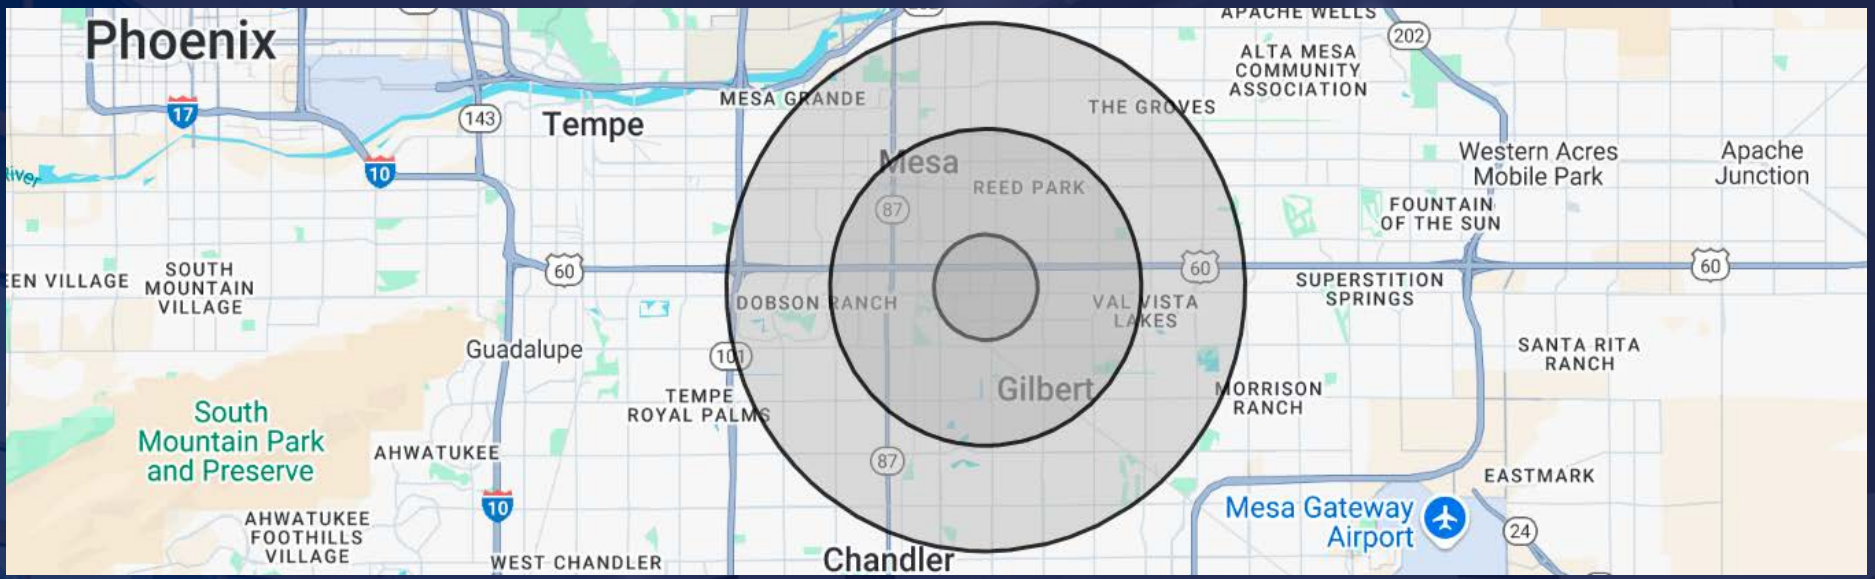 APACHE WELLS
Phoenix
202
ALTA MESA
COMMUNITY
ASSOCIATION
MESA GRANDE
THE GROVES
17
143
Tempe
Mesa
Western Acres
Mobile Park
Apache
Junction
10
River
REED PARK
87
FOUNTAIN
OF THE SUN
60
60
60
SOUTH
MOUNTAIN
VILLAGE
EEN VILLAGE
DOBSON RANCH
VAL VISTA
LAKES
SUPERSTITION
SPRINGS
Guadalupe
101
SANTA RITA
RANCH
TEMPE
ROYAL PALMS
Gilbert
MORRISON
RANCH
South
Mountain Park
and Preserve
AHWATUKEE
87
EASTMARK
10
Mesa Gateway
Airport
24
AHWATUKEE
FOOTHILLS
VILLAGE
WEST CHANDLER
Chandler